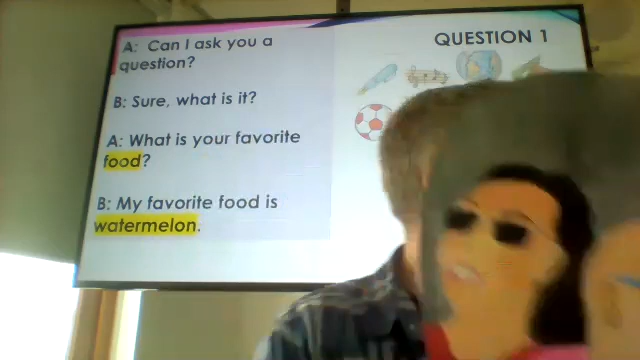 A: Can I ask you a
question?
QUESTION 1
B: Sure, what is it?
A: What is your favorite
food?
B: My favorite food is
watermelon.